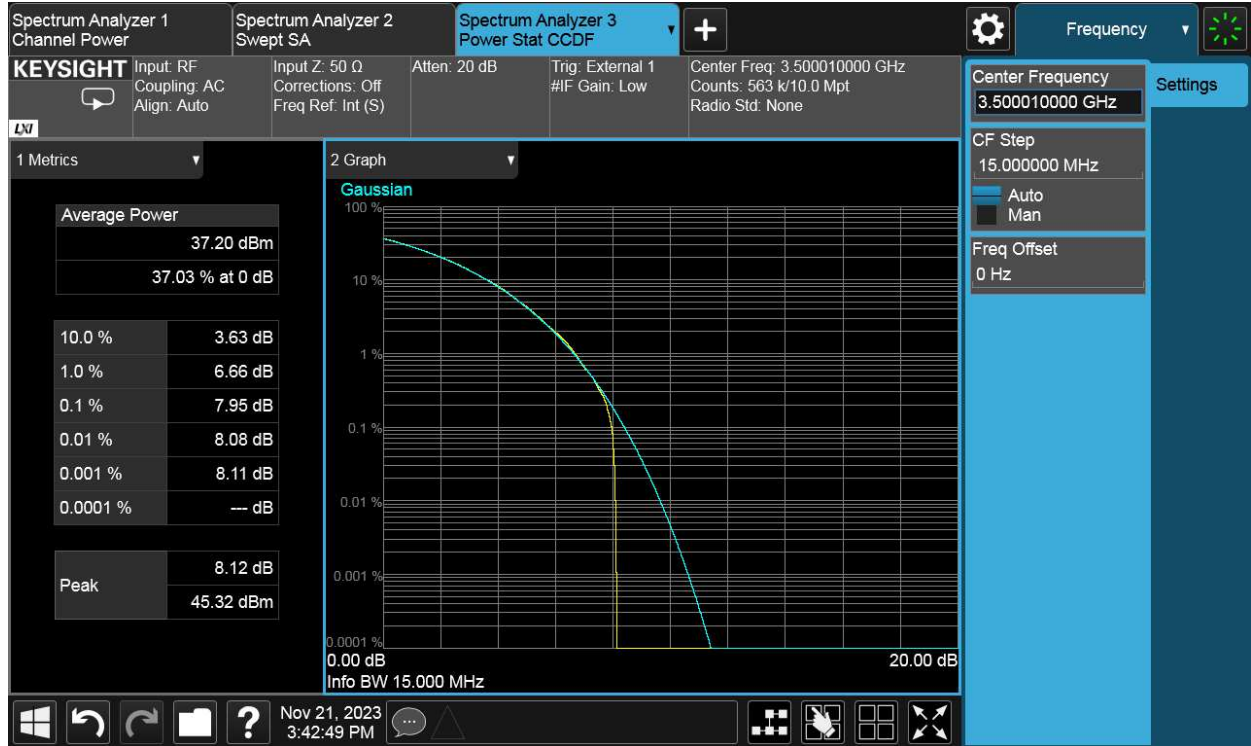 Spectrum Analyzer 1
Channel Power
Spectrum Analyzer 2
Swept SA
Spectrum Analyzer 3
Power Stat CCDF
+
Frequency
KEYSIGHT
LXI
Input: RF
Coupling: AC
Align: Auto
Input Z: 50 Ω
Corrections: Off
Freq Ref: Int (S)
Atten: 20 dB
Trig: External 1
#IF Gain: Low
Center Freq: 3.500010000 GHz
Counts: 563 k/10.0 Mpt
Radio Std: None
Center Frequency
3.500010000 GHz
Settings
CF Step
15.000000 MHz
Auto
Man
Freq Offset
0 Hz
1 Metrics
Average Power
37.20 dBm
37.03 % at 0 dB
10.0 % 3.63 dB
1.0 % 6.66 dB
0.1 % 7.95 dB
0.01 % 8.08 dB
0.001 % 8.11 dB
0.0001 % --- dB
Peak
8.12 dB
45.32 dBm
2 Graph
Gaussian
100 %
10 %
1 %
0.1 %
0.01 %
0.001 %
0.0001 %
0.00 dB 20.00 dB
Info BW 15.000 MHz
?
Nov 21, 2023
3:42:49 PM